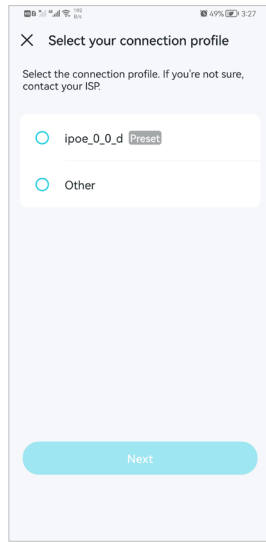 192
B/s
49%
3:27
Select your connection profile
Select the connection profile. If you're not sure,
contact your ISP.
ipoe_0_0_d Preset
Other
Next